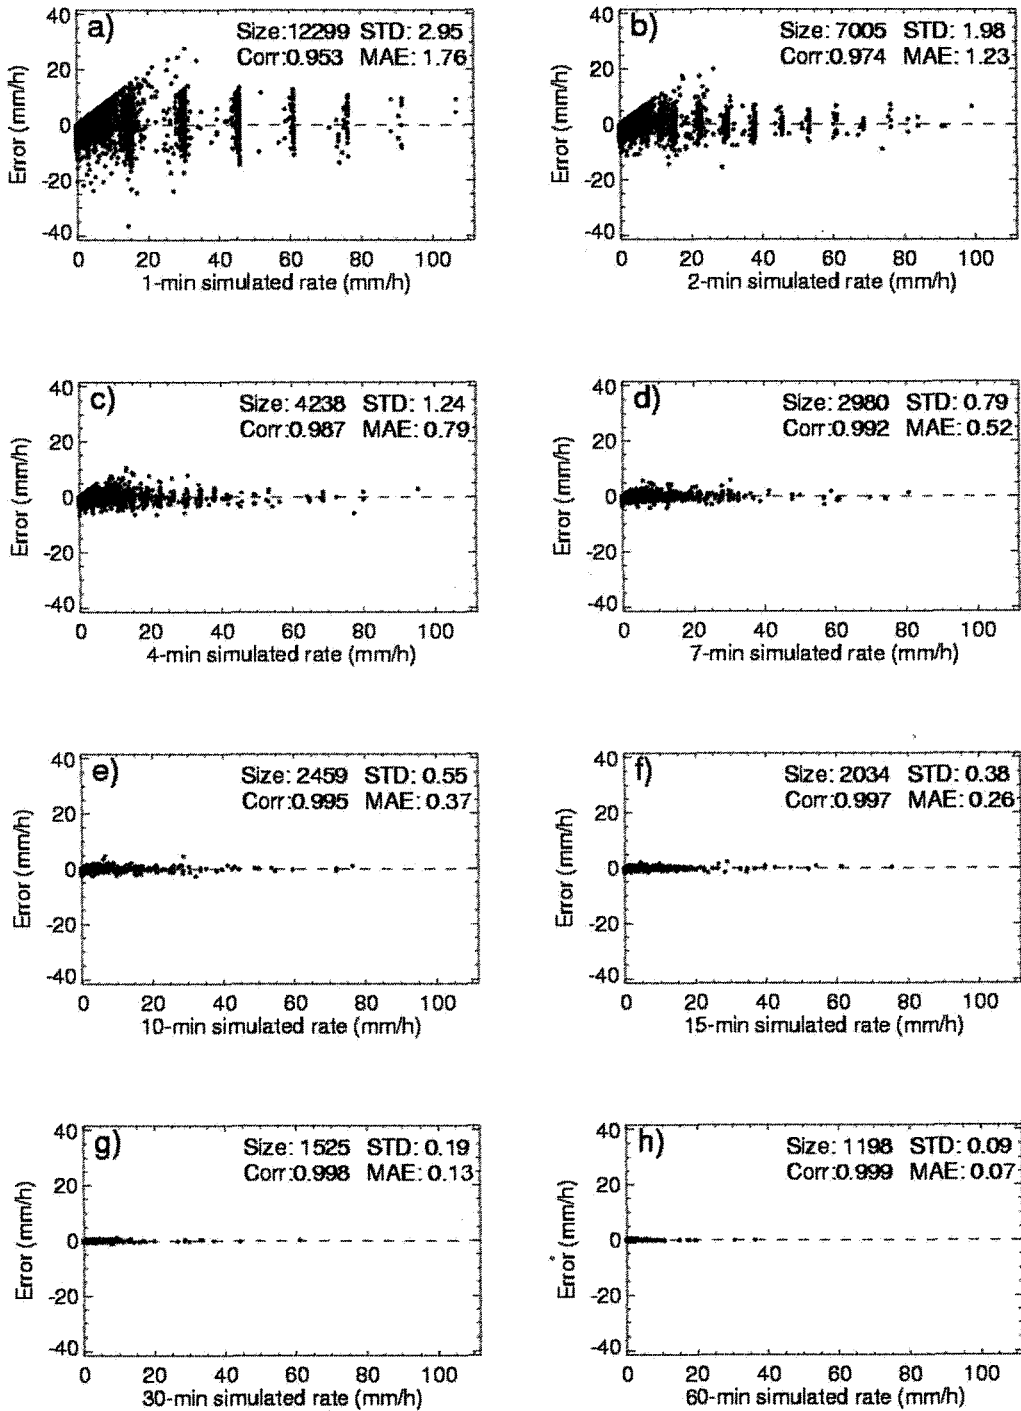 a)
Size:12299 STD: 2.95
Corr:0.953 MAE: 1.76
40
20
0
-20
-40
Error (mm/h)
0 20 40 60 80 100
1-min simulated rate (mm/h)
b)
Size: 7005 STD: 1.98
Corr:0.974 MAE: 1.23
40
20
0
-20
-40
Error (mm/h)
0 20 40 60 80 100
2-min simulated rate (mm/h)
c)
Size: 4238 STD: 1.24
Corr:0.987 MAE: 0.79
40
20
0
-20
-40
Error (mm/h)
0 20 40 60 80 100
4-min simulated rate (mm/h)
d)
Size: 2980 STD: 0.79
Corr:0.992 MAE: 0.52
40
20
0
-20
-40
Error (mm/h)
0 20 40 60 80 100
7-min simulated rate (mm/h)
e)
Size: 2459 STD: 0.55
Corr:0.995 MAE: 0.37
40
20
0
-20
-40
Error (mm/h)
0 20 40 60 80 100
10-min simulated rate (mm/h)
f)
Size: 2034 STD: 0.38
Corr:0.997 MAE: 0.26
40
20
0
-20
-40
Error (mm/h)
0 20 40 60 80 100
15-min simulated rate (mm/h)
g)
Size: 1525 STD: 0.19
Corr:0.998 MAE: 0.13
40
20
0
-20
-40
Error (mm/h)
0 20 40 60 80 100
30-min simulated rate (mm/h)
h)
Size: 1198 STD: 0.09
Corr:0.999 MAE: 0.07
40
20
0
-20
-40
Error (mm/h)
0 20 40 60 80 100
60-min simulated rate (mm/h)